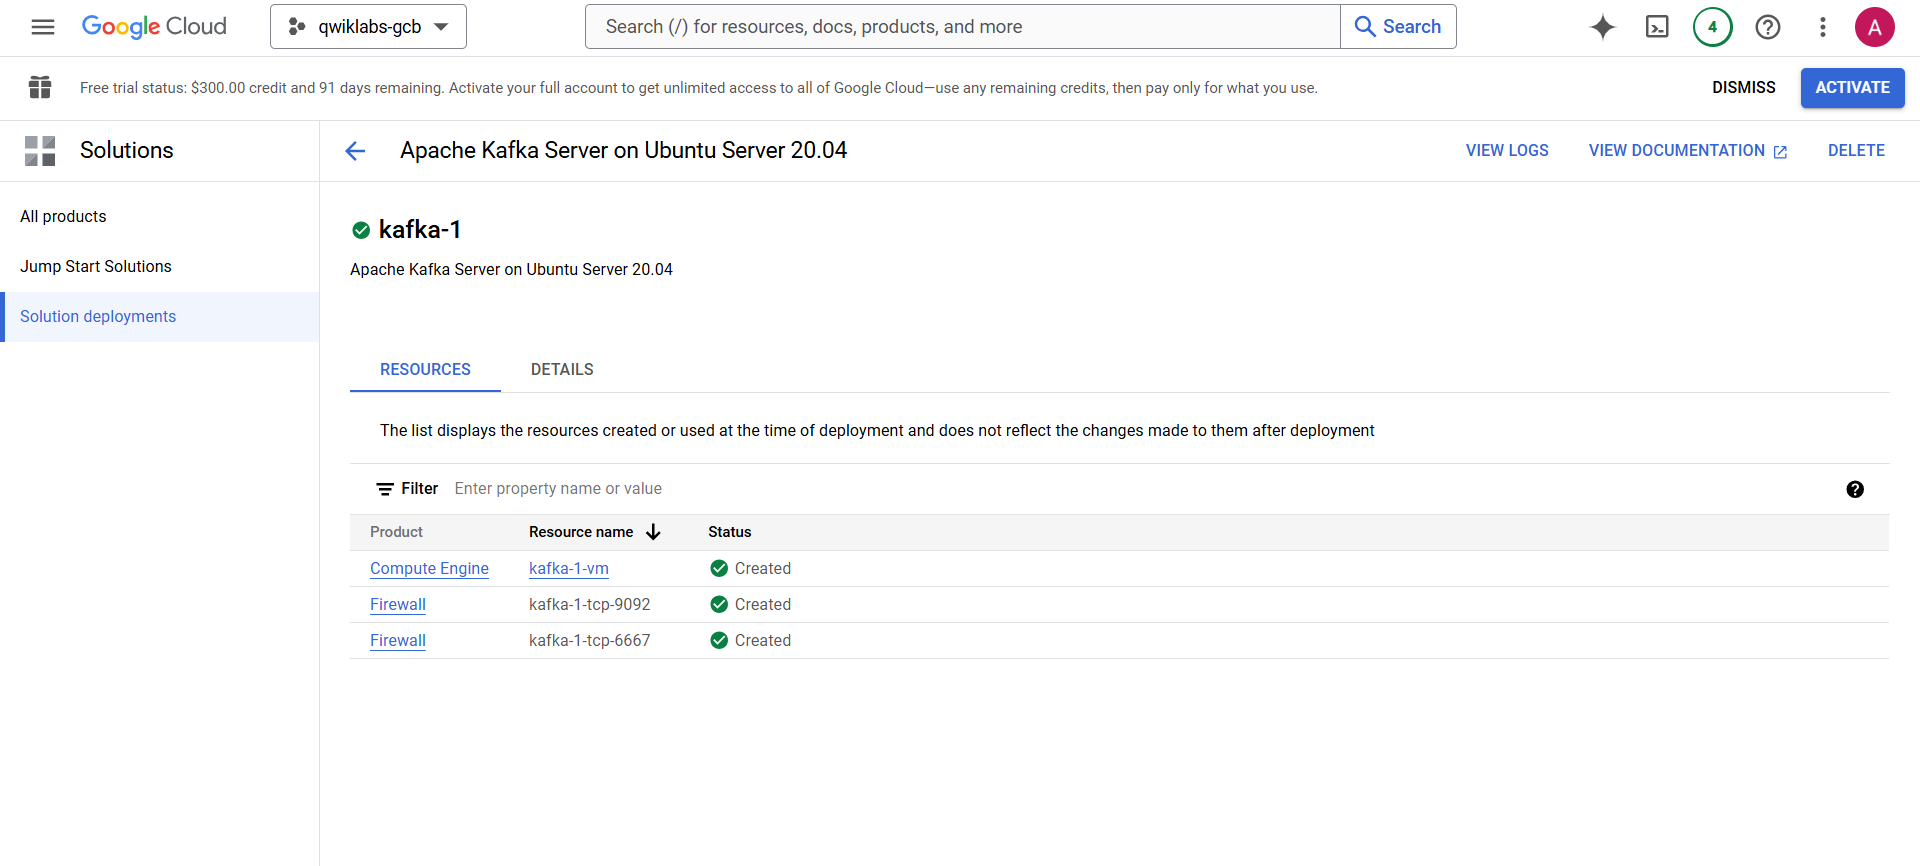 Google Cloud
qwiklabs-gcb
Search (/) for resources, docs, products, and more
Search
4
A
Free trial status: $300.00 credit and 91 days remaining. Activate your full account to get unlimited access to all of Google Cloud—use any remaining credits, then pay only for what you use.
DISMISS
ACTIVATE
Solutions
Apache Kafka Server on Ubuntu Server 20.04
VIEW LOGS
VIEW DOCUMENTATION
DELETE
All products
Jump Start Solutions
Solution deployments
kafka-1
Apache Kafka Server on Ubuntu Server 20.04
RESOURCES
DETAILS
The list displays the resources created or used at the time of deployment and does not reflect the changes made to them after deployment
Filter Enter property name or value
Product Resource name Status
Compute Engine kafka-1-vm Created
Firewall kafka-1-tcp-9092 Created
Firewall kafka-1-tcp-6667 Created